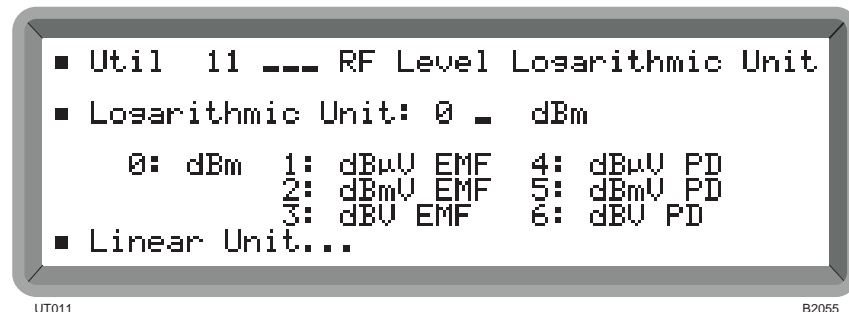 ▪ Util 11 ___ RF Level Logarithmic Unit
▪ Logarithmic Unit: 0 _ dBm
0: dBm 1: dBµV EMF 4: dBµV PD
2: dBmV EMF 5: dBmV PD
3: dBV EMF 6: dBV PD
▪ Linear Unit...
UT011 B2055